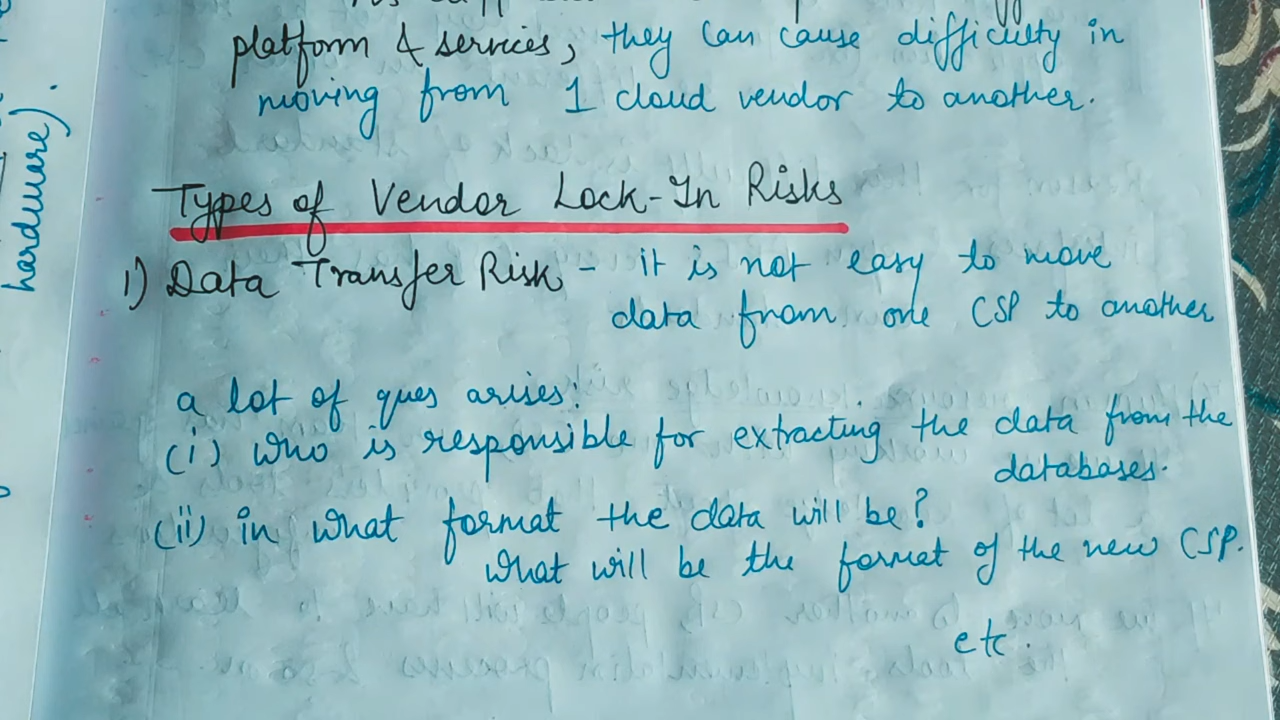 platform & services, they can cause difficulty in
moving from 1 cloud vendor to another.
Types of Vendor Lock-In Risks
1) Data Transfer Risk - it is not easy to move
data from one CSP to another
a lot of ques arises:
(i) who is responsible for extracting the data from the
databases.
(ii) in what format the data will be?
what will be the format of the new CSP.
etc.
hardware).